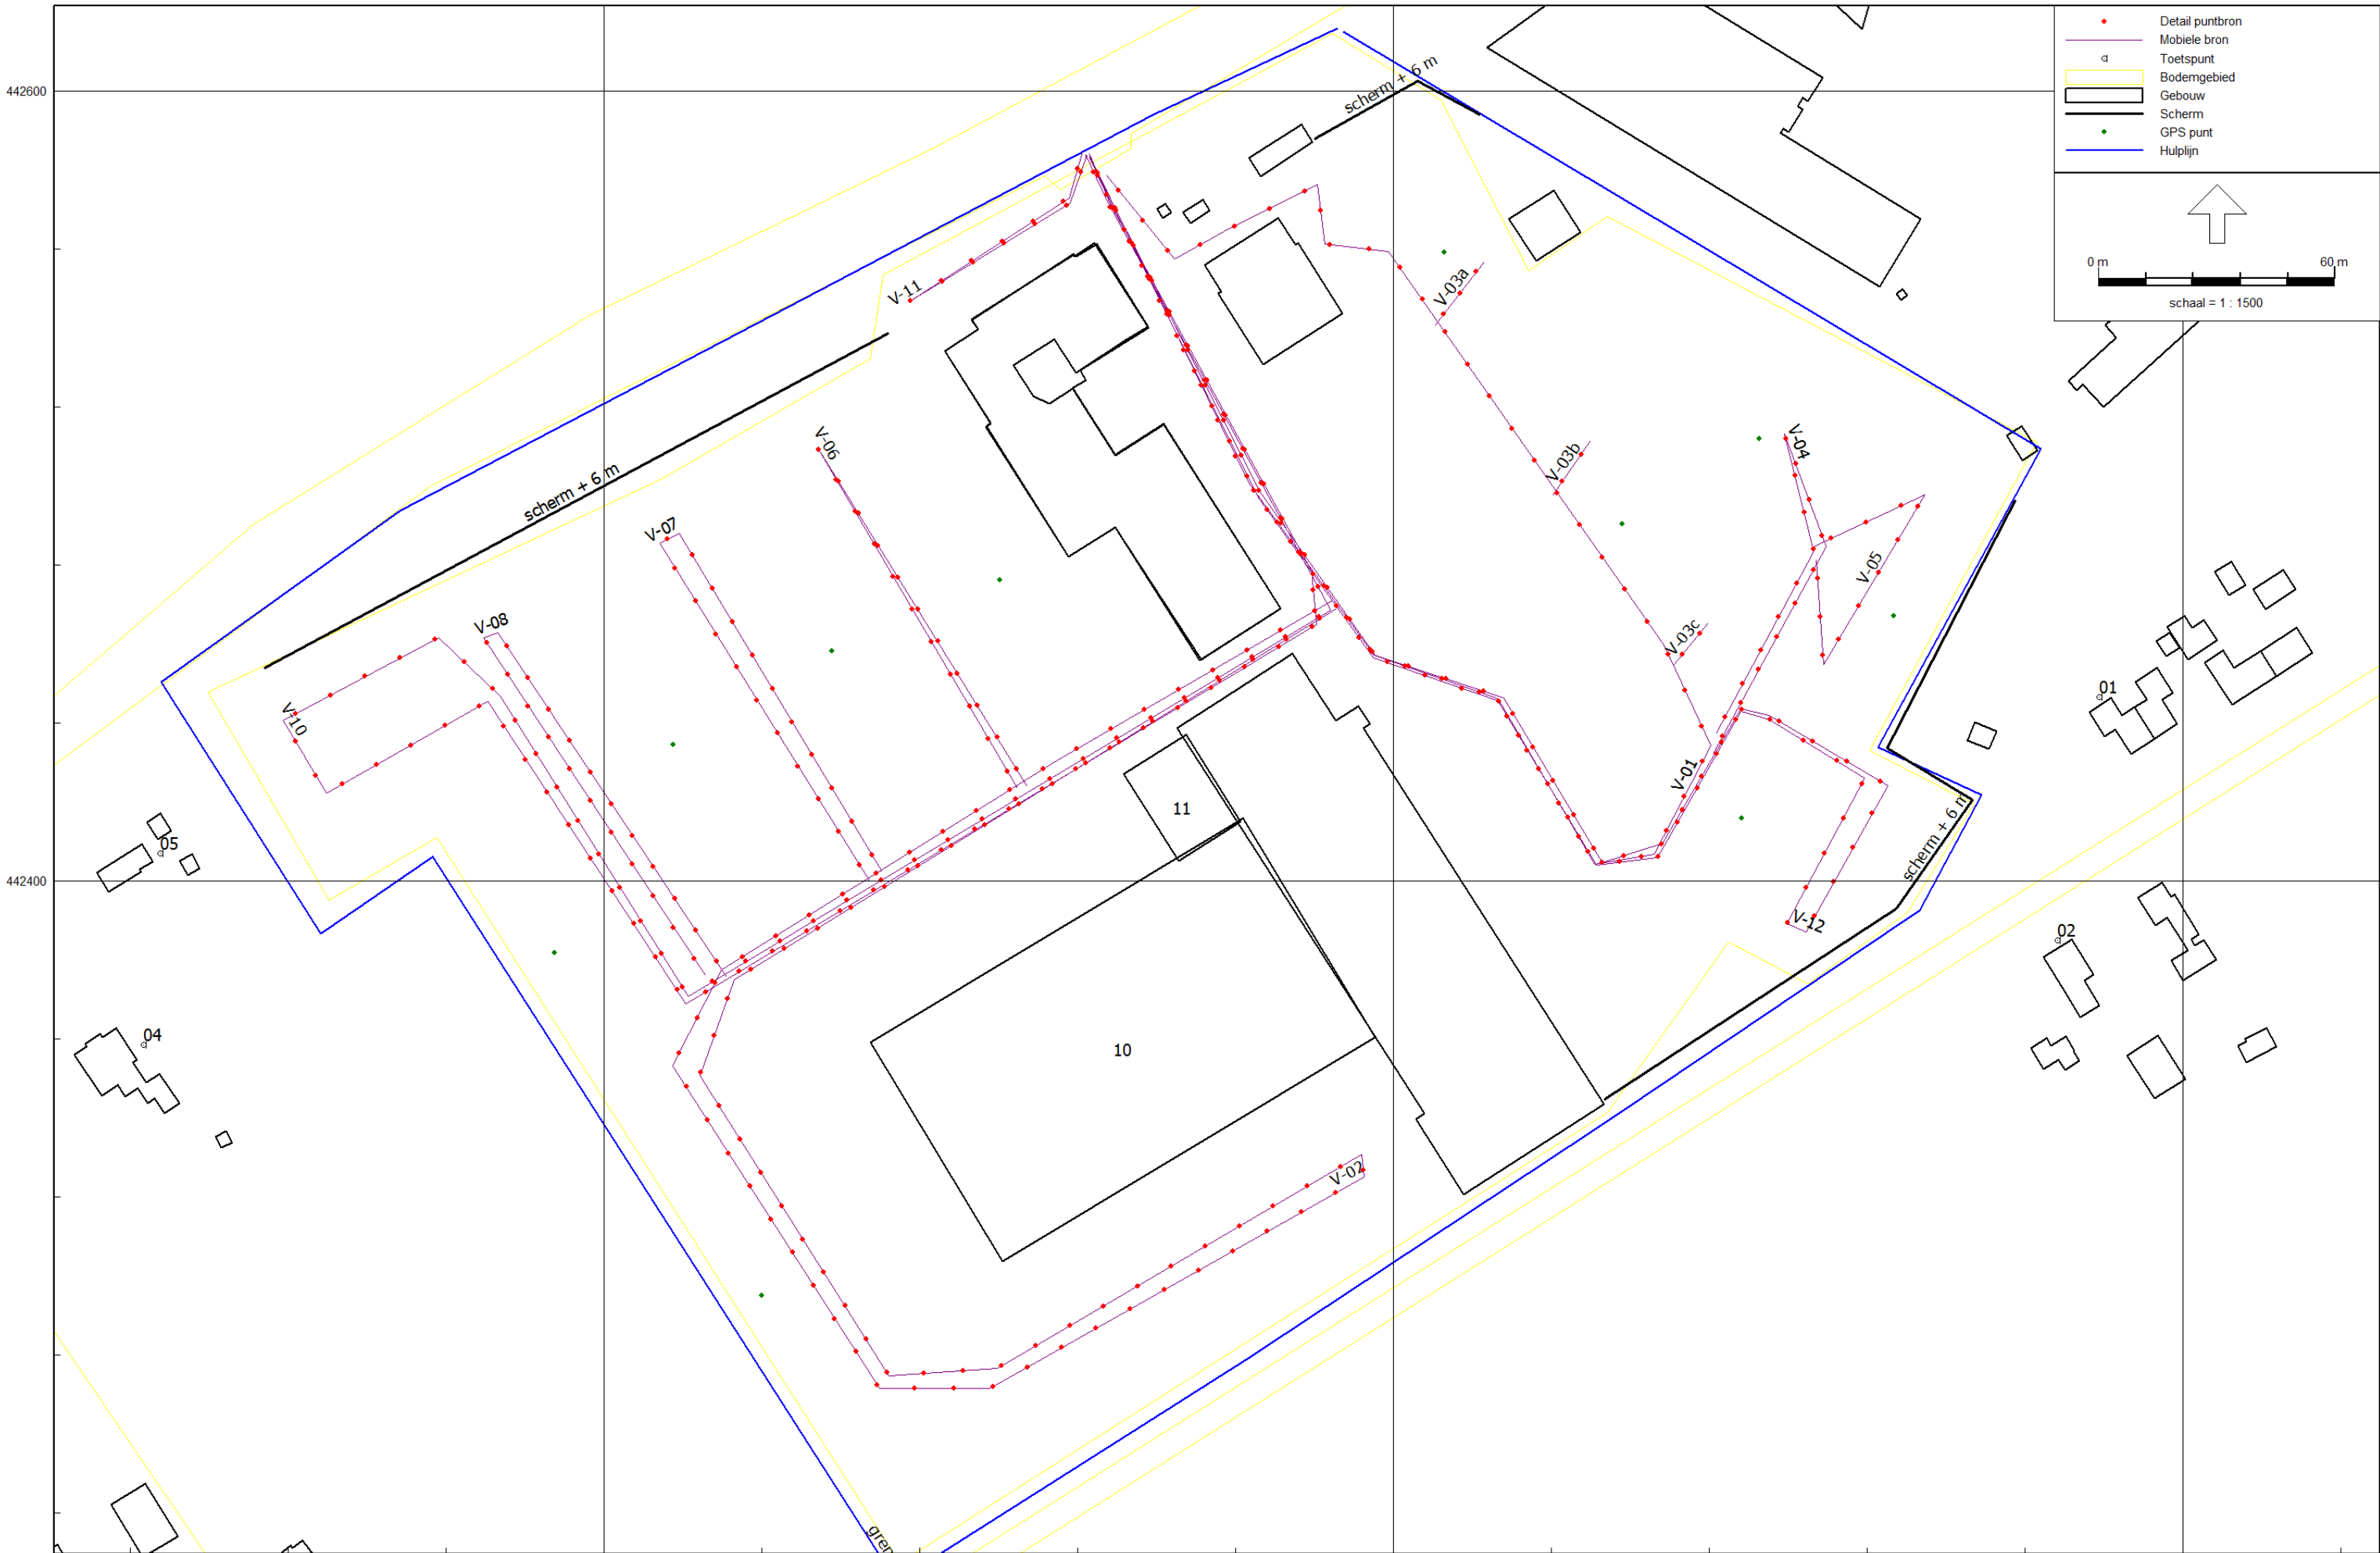 Detail puntbron
Mobiele bron
Toetspunt
Bodemgebied
Gebouw
Scherm
GPS punt
Hulplijn
0 m 60 m
schaal = 1 : 1500
442600
scherm + 6 m
V-11
V-03a
V-06
V-04
V-03b
scherm + 6 m
V-07
V-05
V-08
V-03c
01
V-10
V-01
11
scherm + 6 m
05
442400
V-12
02
04
10
V-02
gren